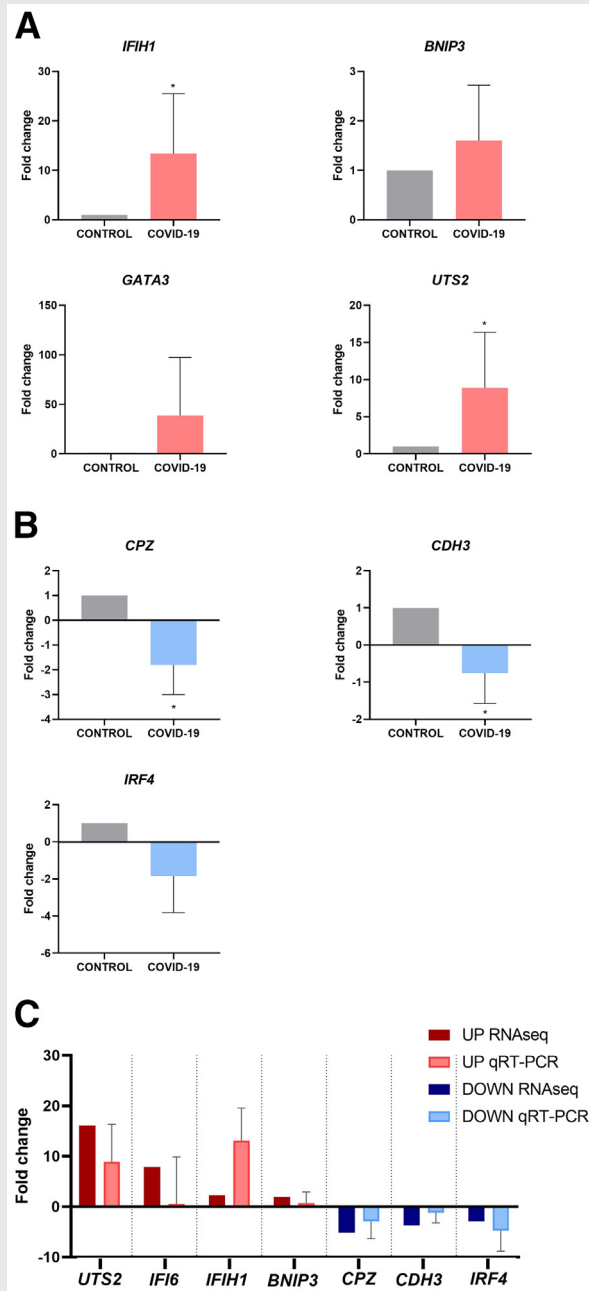 A
IFIH1
BNIP3
Fold change
30
20
10
0
*
CONTROL COVID-19
Fold change
3
2
1
0
CONTROL COVID-19
GATA3
UTS2
Fold change
150
100
50
0
CONTROL COVID-19
Fold change
20
15
10
5
0
*
CONTROL COVID-19
B
CPZ
CDH3
Fold change
2
1
0
-1
-2
-3
-4
*
CONTROL COVID-19
Fold change
2
1
0
-1
-2
*
CONTROL COVID-19
IRF4
Fold change
2
0
-2
-4
-6
CONTROL COVID-19
C
UP RNAseq
UP qRT-PCR
DOWN RNAseq
DOWN qRT-PCR
Fold change
30
20
10
0
-10
UTS2 IFI6 IFIH1 BNIP3 CPZ CDH3 IRF4